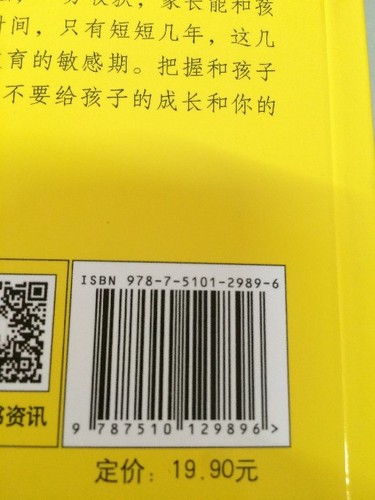 收获，家长能和孩
时间，只有短短几年，这几
育的敏感期。把握和孩子
不要给孩子的成长和你的
ISBN 978-7-5101-2989-6
9 787510 129896 >
资讯
定价：19.90元